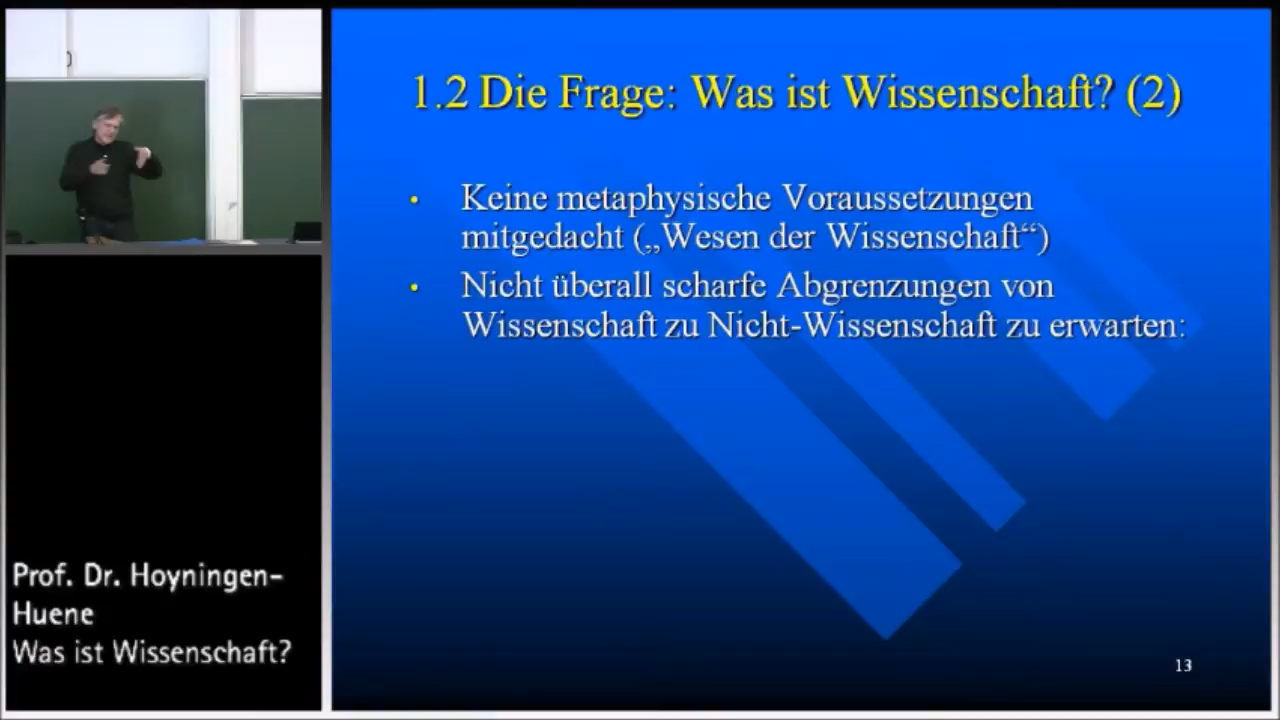 1.2 Die Frage: Was ist Wissenschaft? (2)
• Keine metaphysische Voraussetzungen
mitgedacht („Wesen der Wissenschaft“)
• Nicht überall scharfe Abgrenzungen von
Wissenschaft zu Nicht-Wissenschaft zu erwarten:
13
Prof. Dr. Hoyningen-
Huene
Was ist Wissenschaft?